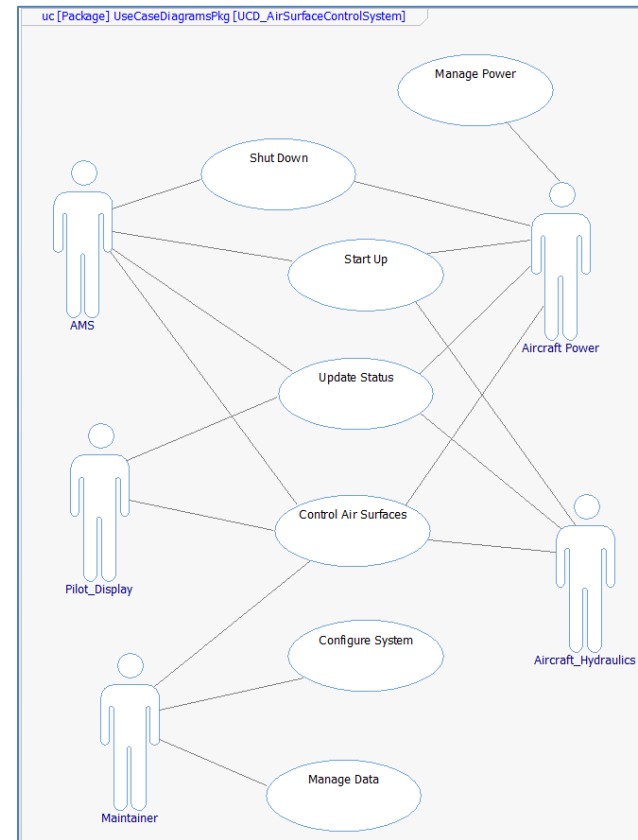 uc [Package] UseCaseDiagramsPkg [UCD_AirSurfaceControlSystem]
Manage Power
Shut Down
Start Up
AMS
Aircraft Power
Update Status
Control Air Surfaces
Pilot_Display
Configure System
Aircraft_Hydraulics
Manage Data
Maintainer